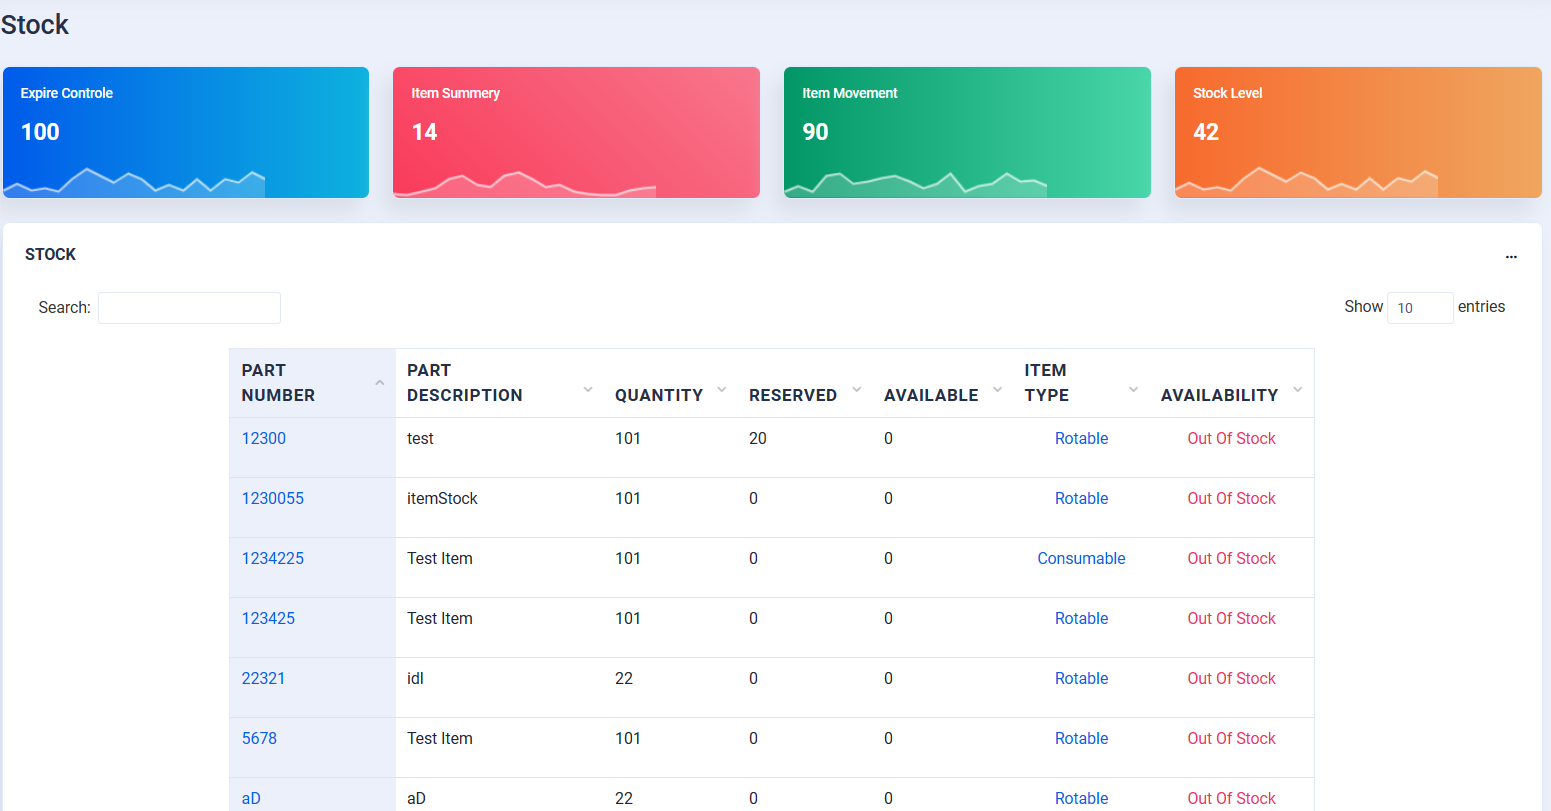 Stock
Expire Controle
100
Item Summery
14
Item Movement
90
Stock Level
42
STOCK
...
Search:
Show 10 entries
PART NUMBER PART DESCRIPTION QUANTITY RESERVED AVAILABLE ITEM TYPE AVAILABILITY
12300 test 101 20 0 Rotable Out Of Stock
1230055 itemStock 101 0 0 Rotable Out Of Stock
1234225 Test Item 101 0 0 Consumable Out Of Stock
123425 Test Item 101 0 0 Rotable Out Of Stock
22321 idl 22 0 0 Rotable Out Of Stock
5678 Test Item 101 0 0 Rotable Out Of Stock
aD aD 22 0 0 Rotable Out Of Stock